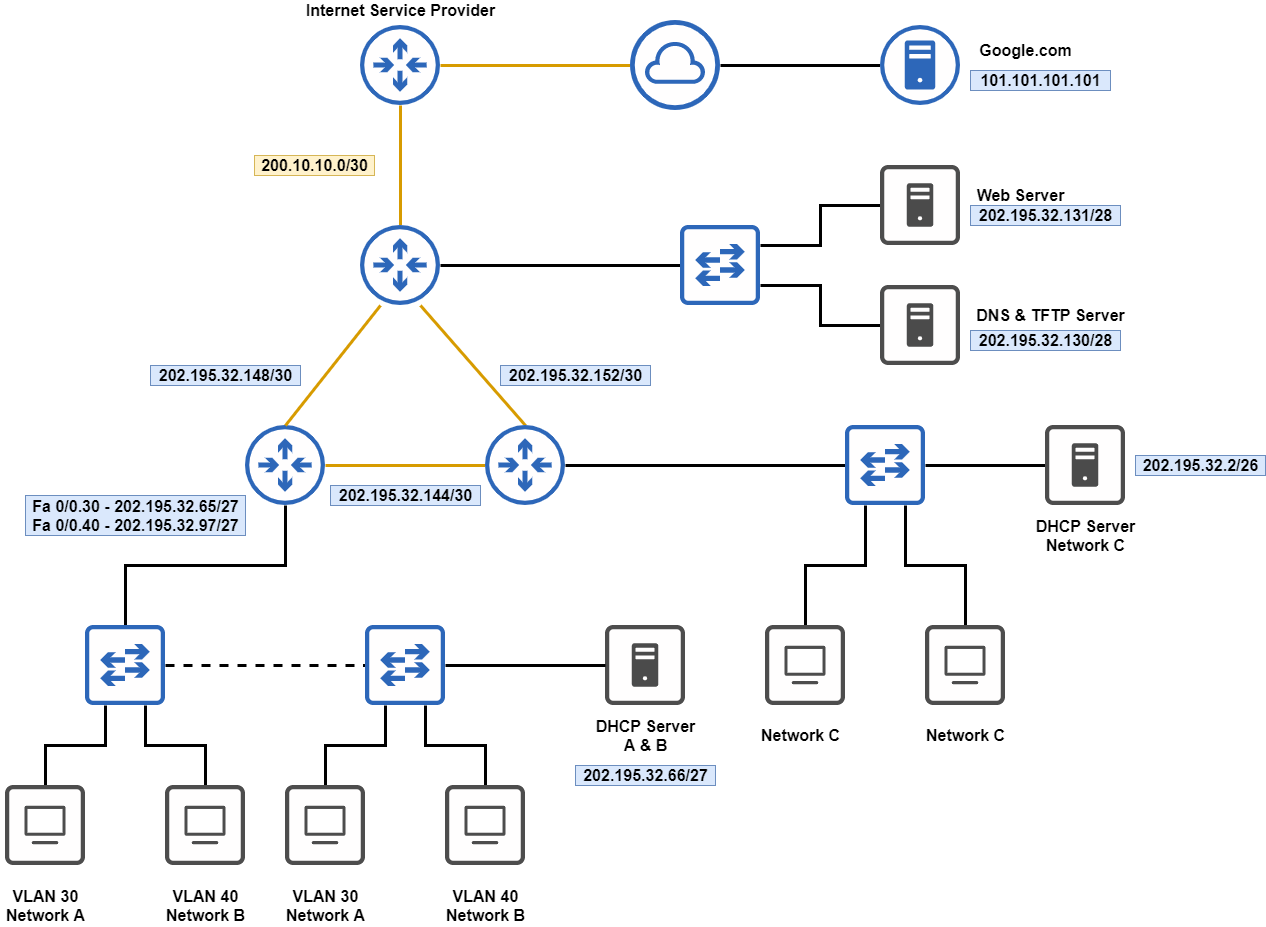 Internet Service Provider
Google.com
101.101.101.101
200.10.10.0/30
Web Server
202.195.32.131/28
DNS & TFTP Server
202.195.32.130/28
202.195.32.148/30
202.195.32.152/30
202.195.32.2/26
202.195.32.144/30
Fa 0/0.30 - 202.195.32.65/27
Fa 0/0.40 - 202.195.32.97/27
DHCP Server
Network C
DHCP Server
A & B
202.195.32.66/27
Network C
Network C
VLAN 30
Network A
VLAN 40
Network B
VLAN 30
Network A
VLAN 40
Network B